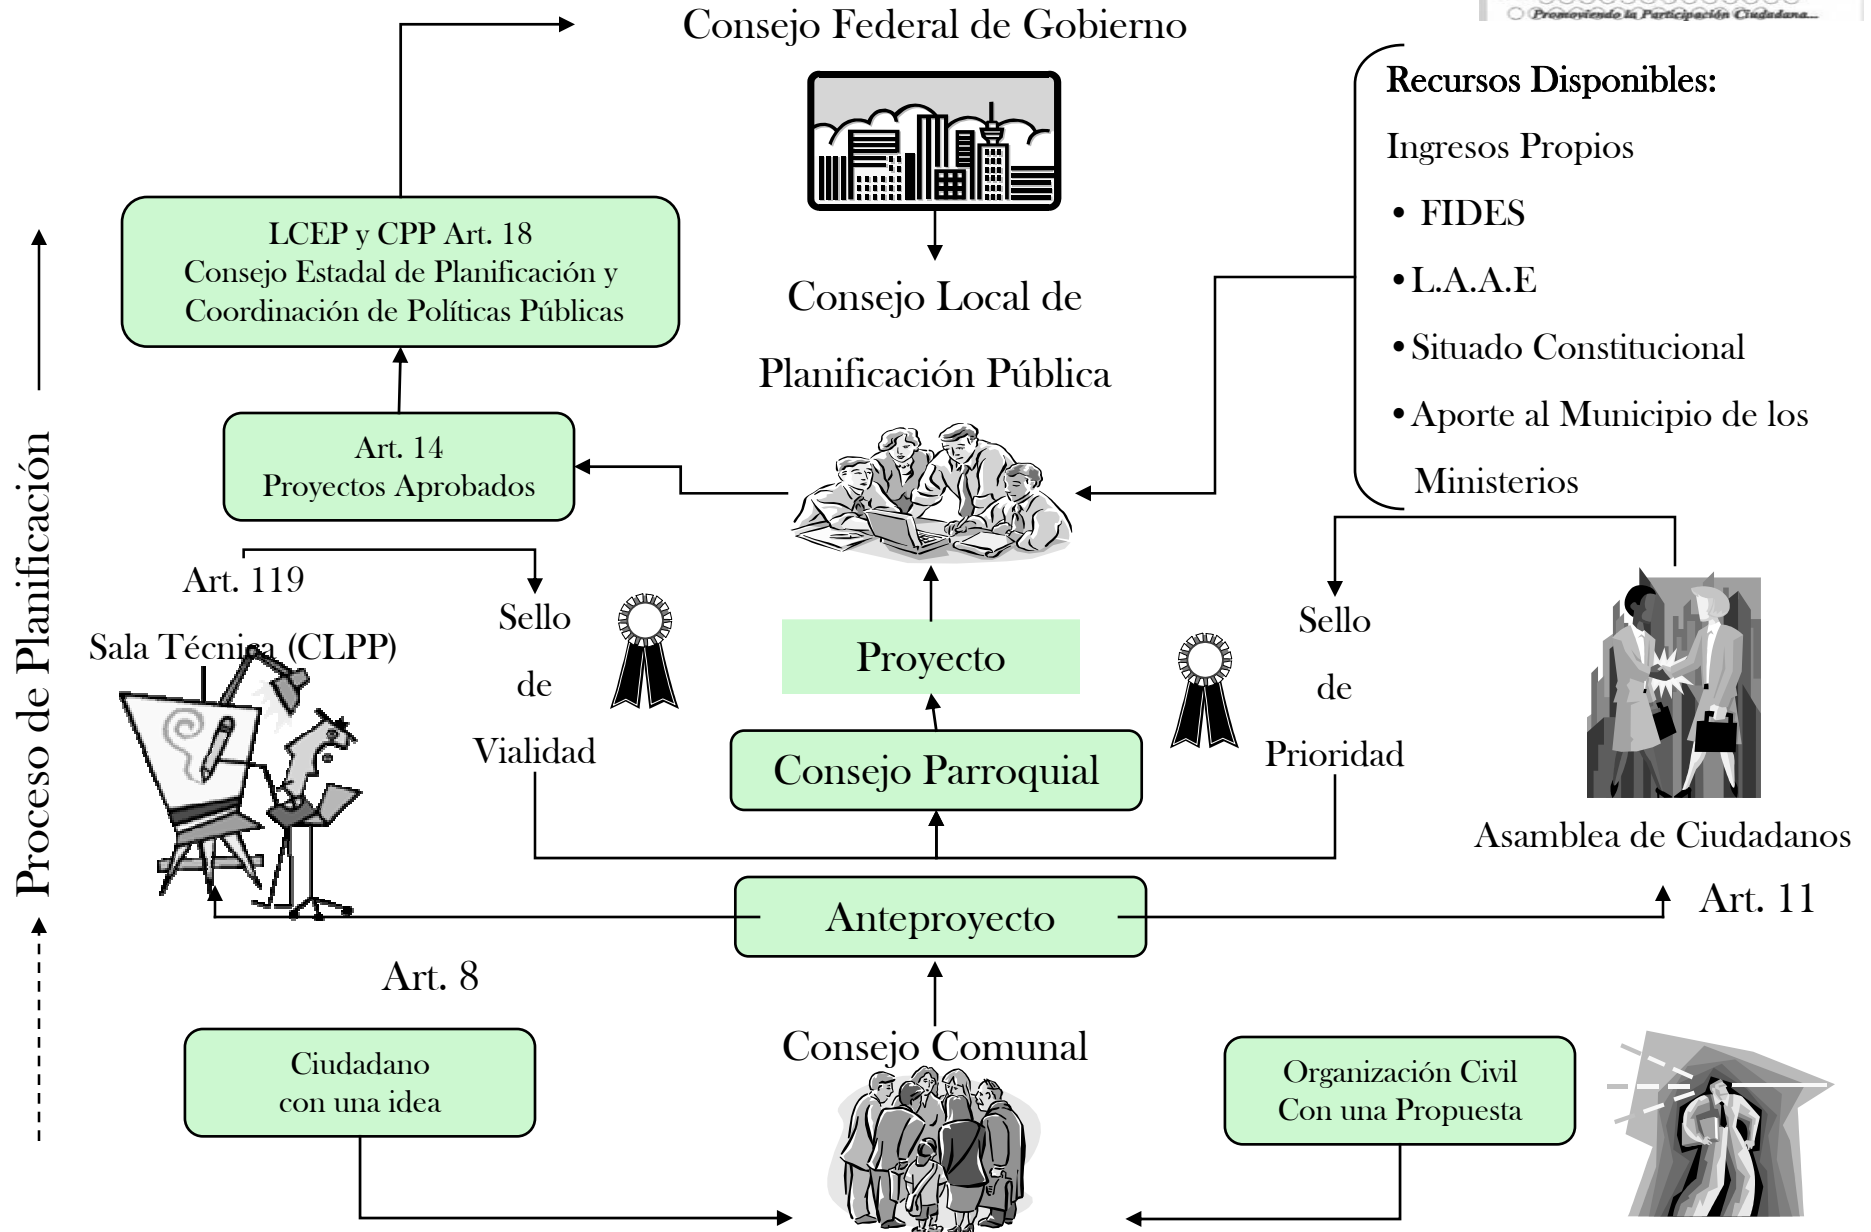 Consejo Federal de Gobierno
Promoviendo la Participación Ciudadana...
Recursos Disponibles:
Ingresos Propios
• FIDES
• L.A.A.E
• Situado Constitucional
• Aporte al Municipio de los
Ministerios
LCEP y CPP Art. 18
Consejo Estadal de Planificación y
Coordinación de Políticas Públicas
Consejo Local de
Planificación Pública
Art. 14
Proyectos Aprobados
Proceso de Planificación
Art. 119
Sala Técnica (CLPP)
Sello
de
Vialidad
Proyecto
Consejo Parroquial
Sello
de
Prioridad
Asamblea de Ciudadanos
Art. 11
Anteproyecto
Art. 8
Ciudadano
con una idea
Consejo Comunal
Organización Civil
Con una Propuesta